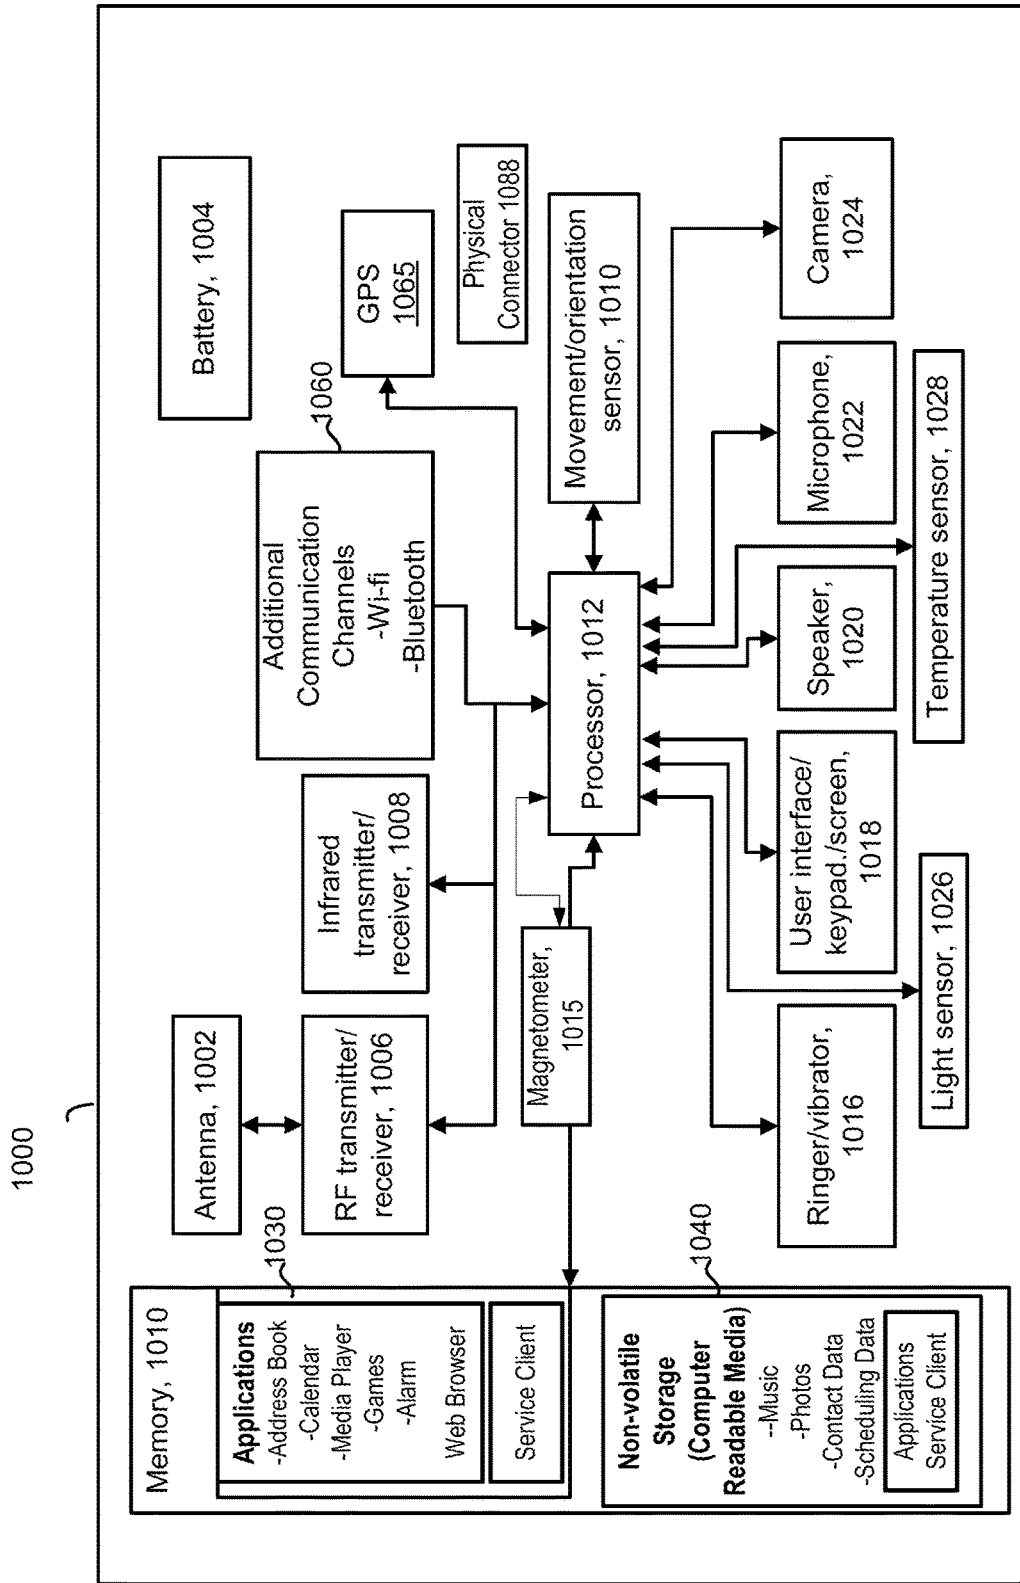 1000
Memory, 1010
1030
Applications
-Address Book
-Calendar
-Media Player
-Games
-Alarm
Web Browser
Service Client
1040
Non-volatile
Storage
(Computer
Readable Media)
--Music
-Photos
-Contact Data
-Scheduling Data
Applications
Service Client
Antenna, 1002
RF transmitter/
receiver, 1006
Infrared
transmitter/
receiver, 1008
Additional
Communication
Channels
-Wi-fi
-Bluetooth
1060
Battery, 1004
GPS
1065
Physical
Connector 1088
Magnetometer,
1015
Processor, 1012
Movement/orientation
sensor, 1010
Ringer/vibrator,
1016
User interface/
keypad./screen,
1018
Speaker,
1020
Microphone,
1022
Camera,
1024
Light sensor, 1026
Temperature sensor, 1028